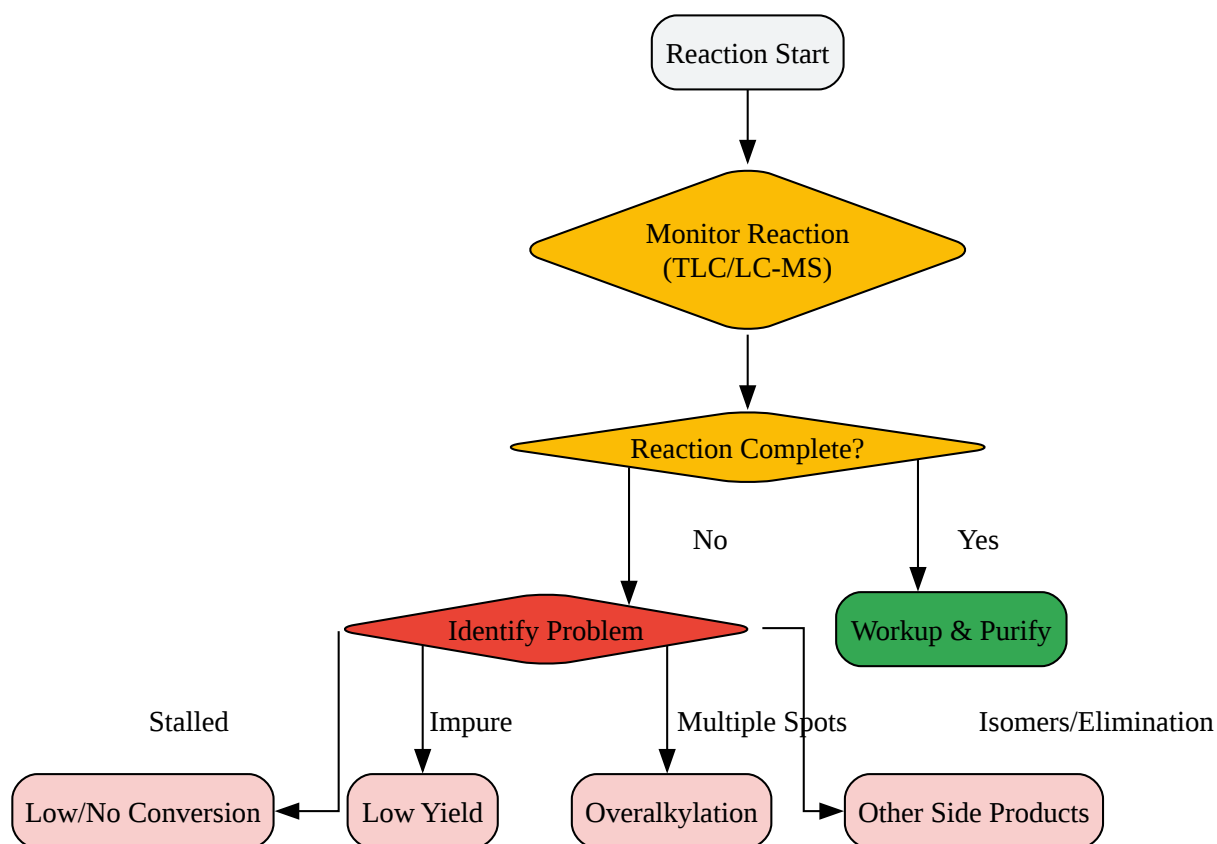 Reaction Start
Monitor Reaction
(TLC/LC-MS)
Reaction Complete?
No
Yes
Identify Problem
Workup & Purify
Stalled
Impure
Multiple Spots
Isomers/Elimination
Low/No Conversion
Low Yield
Overalkylation
Other Side Products